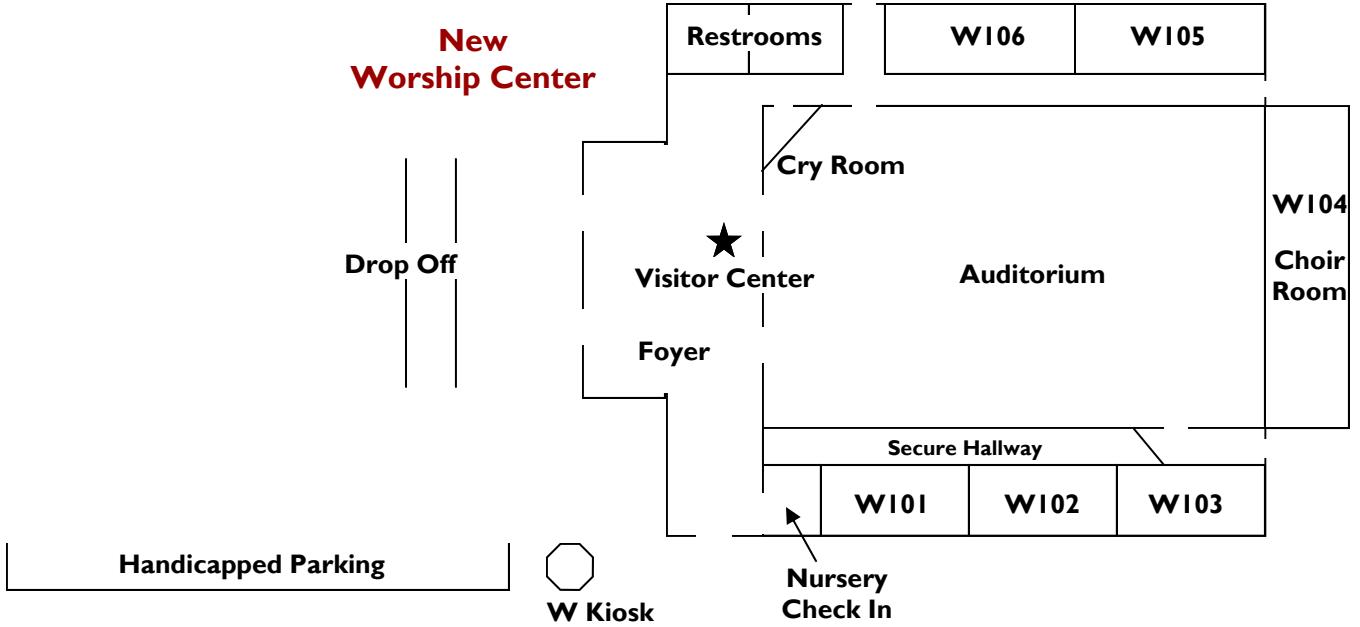 New
Worship Center
Restrooms
W106
W105
Cry Room
W104
Choir
Room
Drop Off
Visitor Center
Auditorium
Foyer
Secure Hallway
W101
W102
W103
Handicapped Parking
W Kiosk
Nursery
Check In